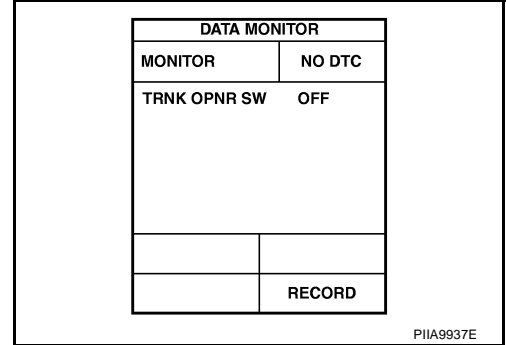 DATA MONITOR
MONITOR NO DTC
TRNK OPNR SW OFF
RECORD
PIIA9937E